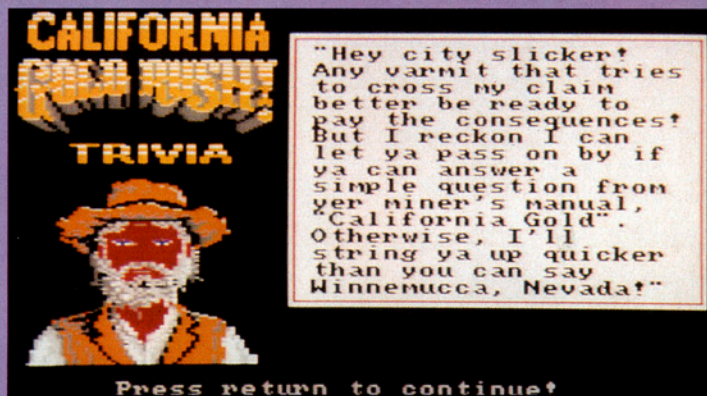 CALIFORNIA
GOLD RUSH!
TRIVIA
"Hey city slicker!
Any varmit that tries
to cross my claim
better be ready to
pay the consequences!
But I reckon I can
let ya pass on by if
ya can answer a
simple question from
yer miner's manual,
"California Gold".
Otherwise, I'll
string ya up quicker
than you can say
Winnemucca, Nevada!"
Press return to continue!